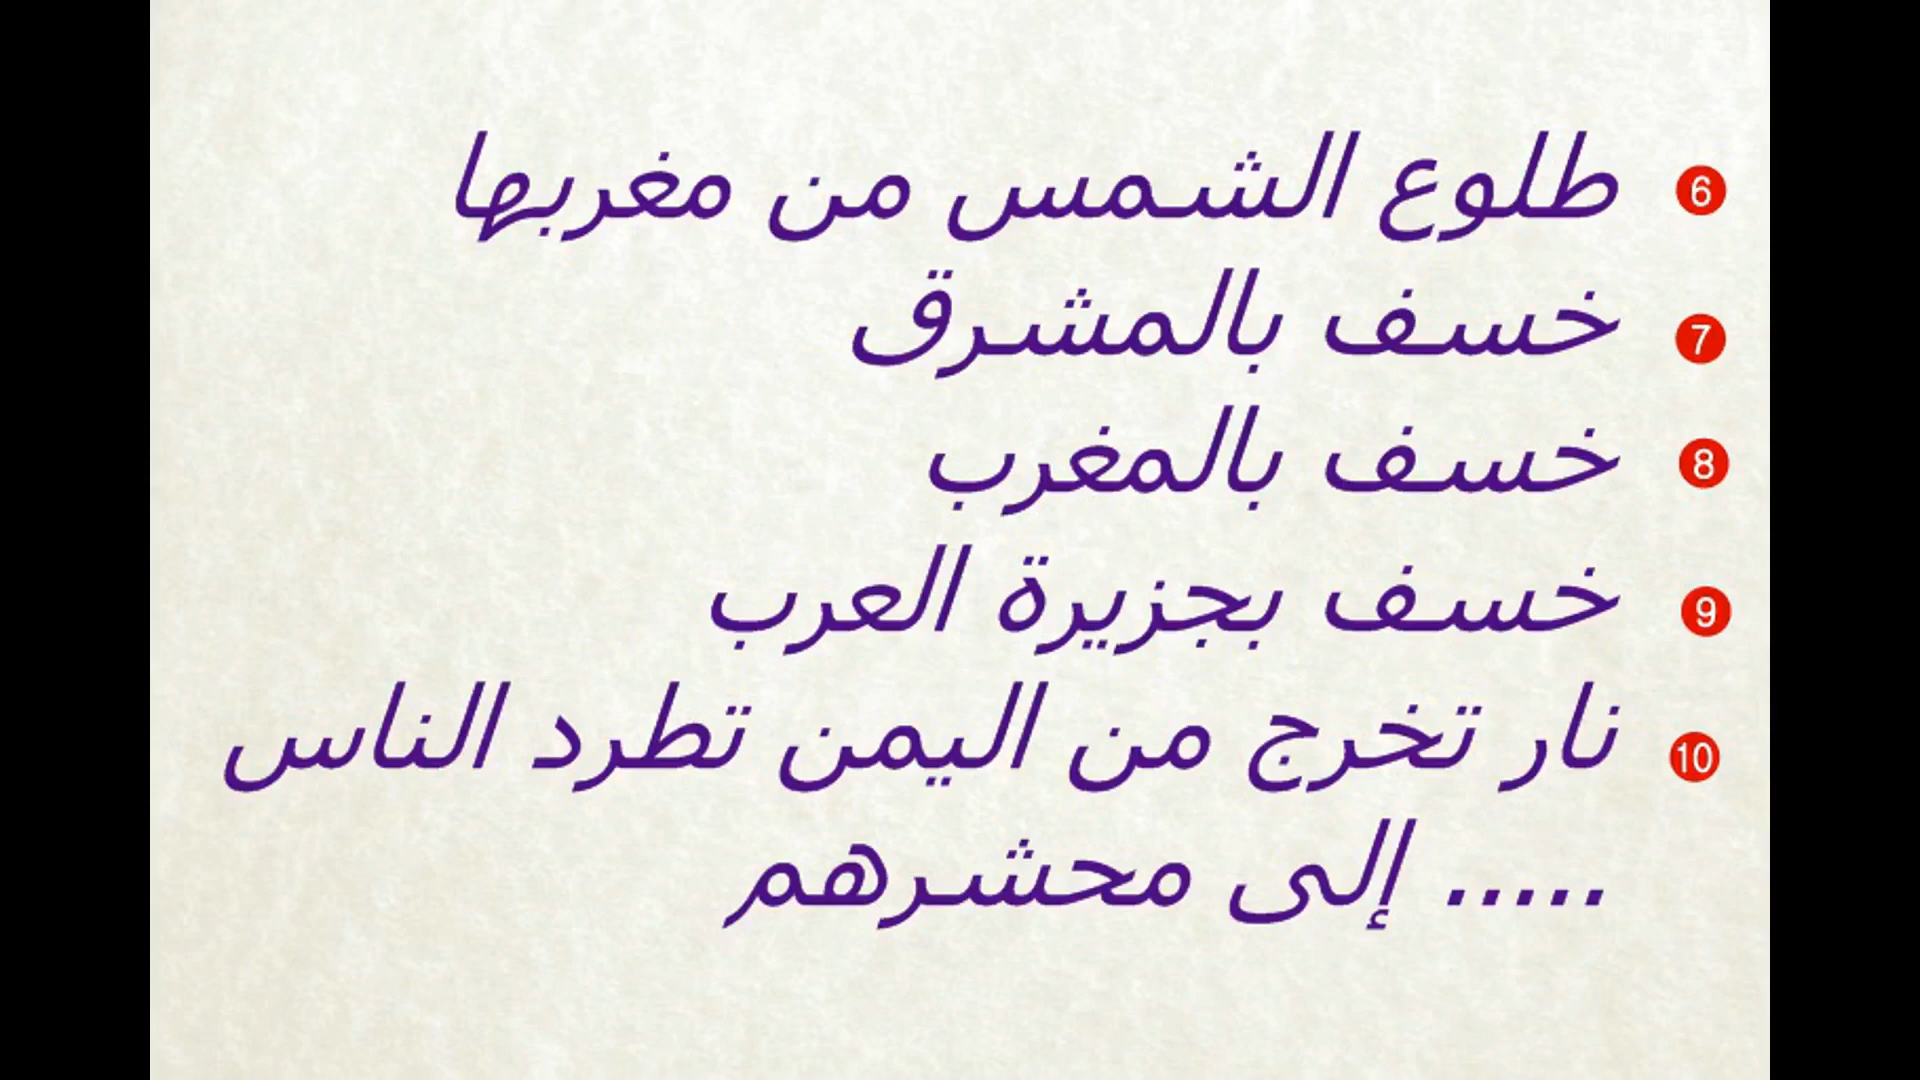 6 طلوع الشمس من مغربها
7 خسف بالمشرق
8 خسف بالمغرب
9 خسف بجزيرة العرب
10 نار تخرج من اليمن تطرد الناس
..... إلى محشرهم